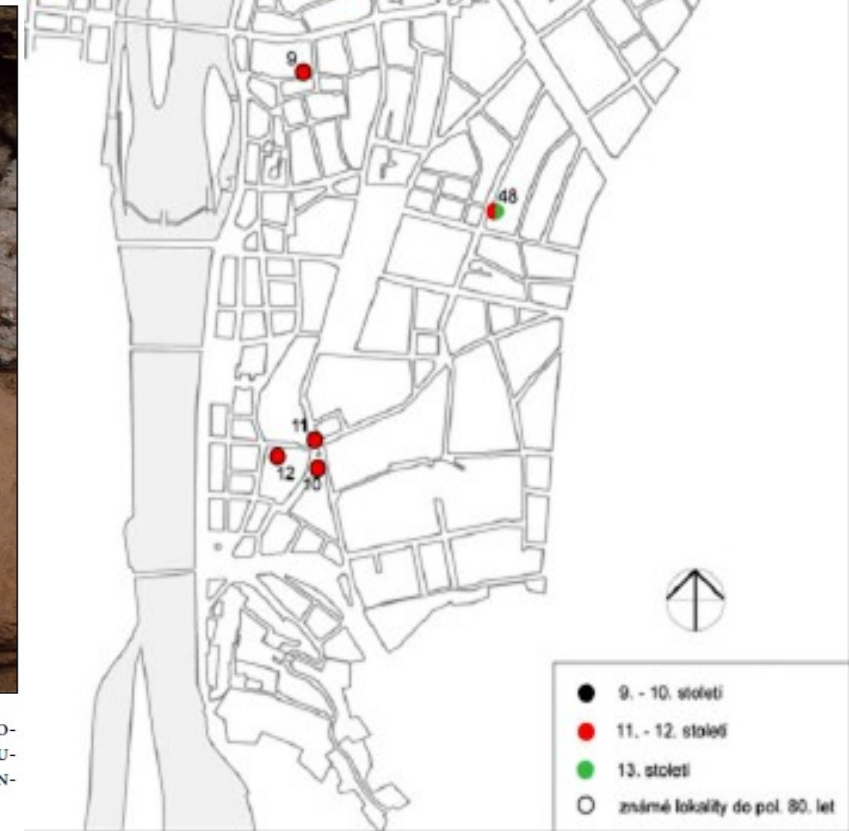 9
48
11
12
10
9. - 10. století
11. - 12. století
13. století
známé lokality do pol. 80. let
O-
U-
N-